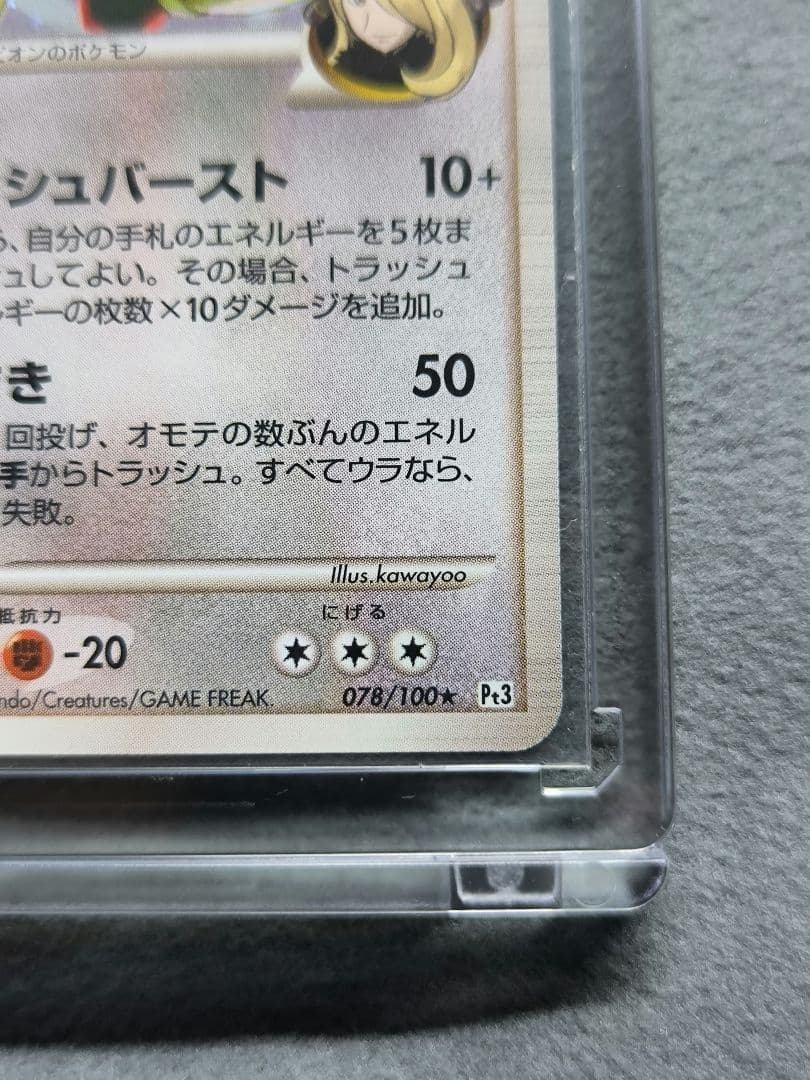 ピオンのポケモン
シュバースト 10+
、自分の手札のエネルギーを5枚ま
ュしてよい。その場合、トラッシュ
ギーの枚数×10ダメージを追加。
き 50
回投げ、オモテの数ぶんのエネル
手からトラッシュ。すべてウラなら、
失敗。
Illus.kawayoo
抵抗力 にげる
-20
ndo/Creatures/GAME FREAK. 078/100★ Pt3